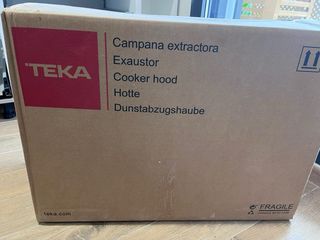 TEKA
Campana extractora
Exaustor
Cooker hood
Hotte
Dunstabzugshaube
teka.com
FRAGILE